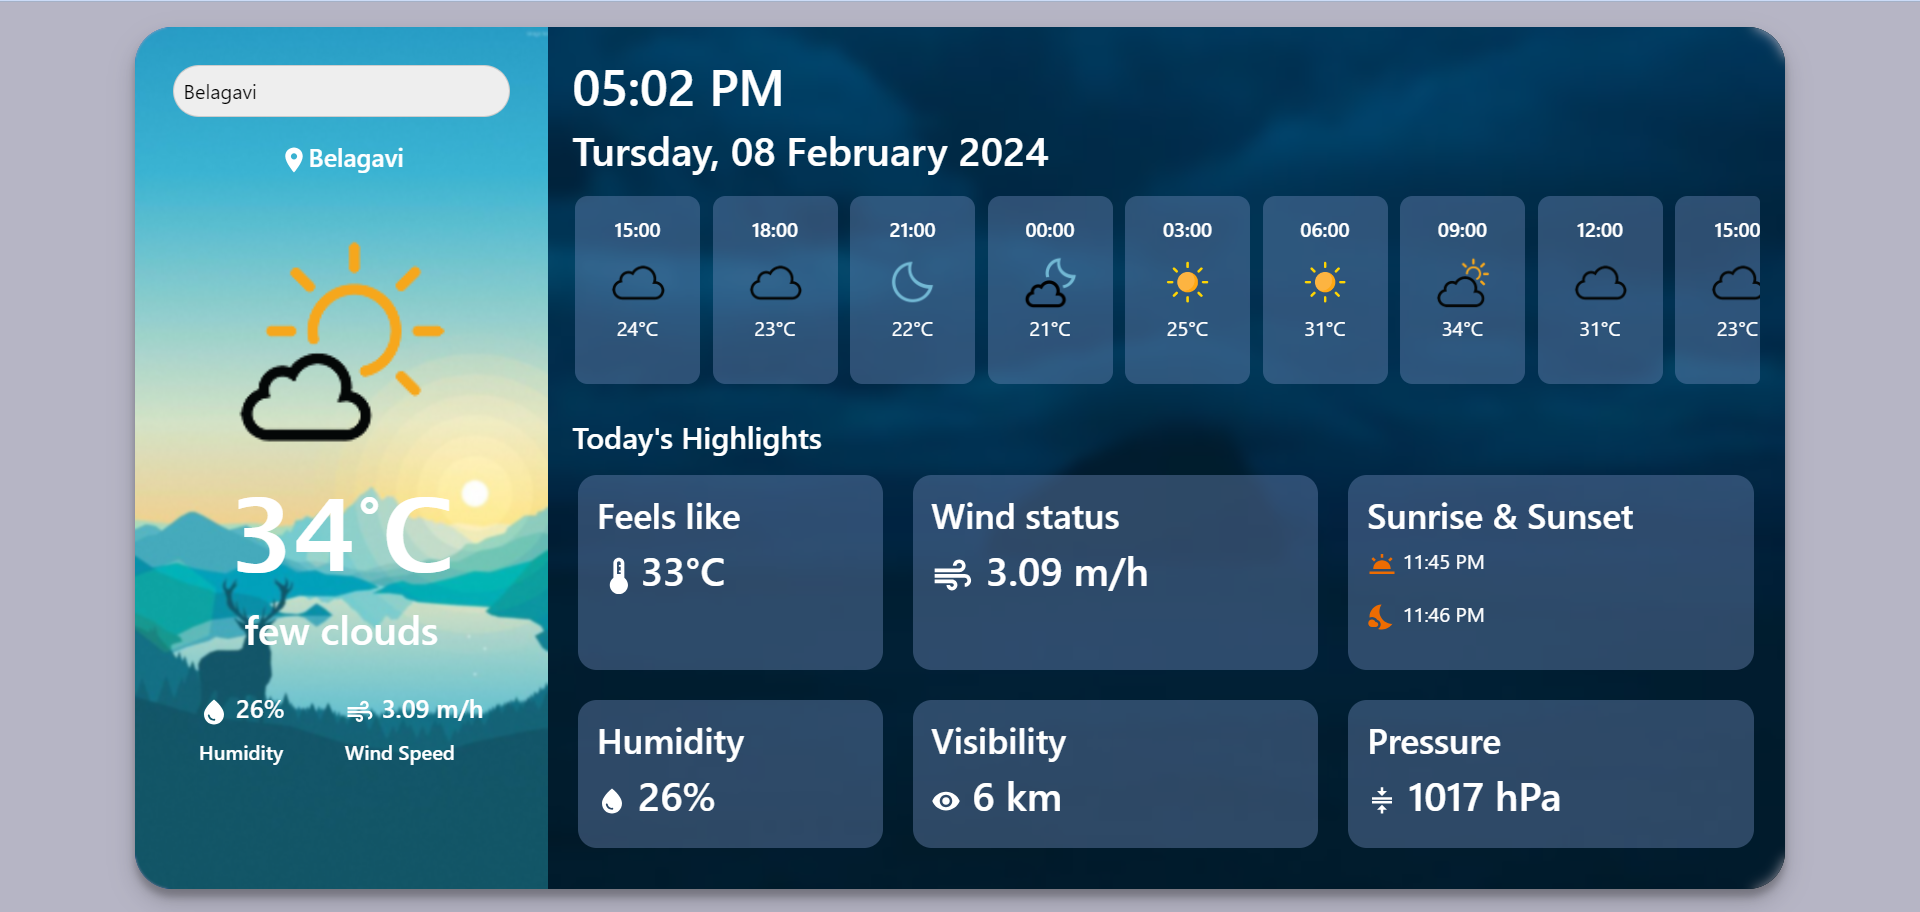 Belagavi
Belagavi
34°C
few clouds
26%
3.09 m/h
Humidity
Wind Speed
05:02 PM
Tursday, 08 February 2024
15:00
18:00
21:00
00:00
03:00
06:00
09:00
12:00
15:00
24°C
23°C
22°C
21°C
25°C
31°C
34°C
31°C
23°C
Today's Highlights
Feels like
33°C
Wind status
3.09 m/h
Sunrise & Sunset
11:45 PM
11:46 PM
Humidity
26%
Visibility
6 km
Pressure
1017 hPa